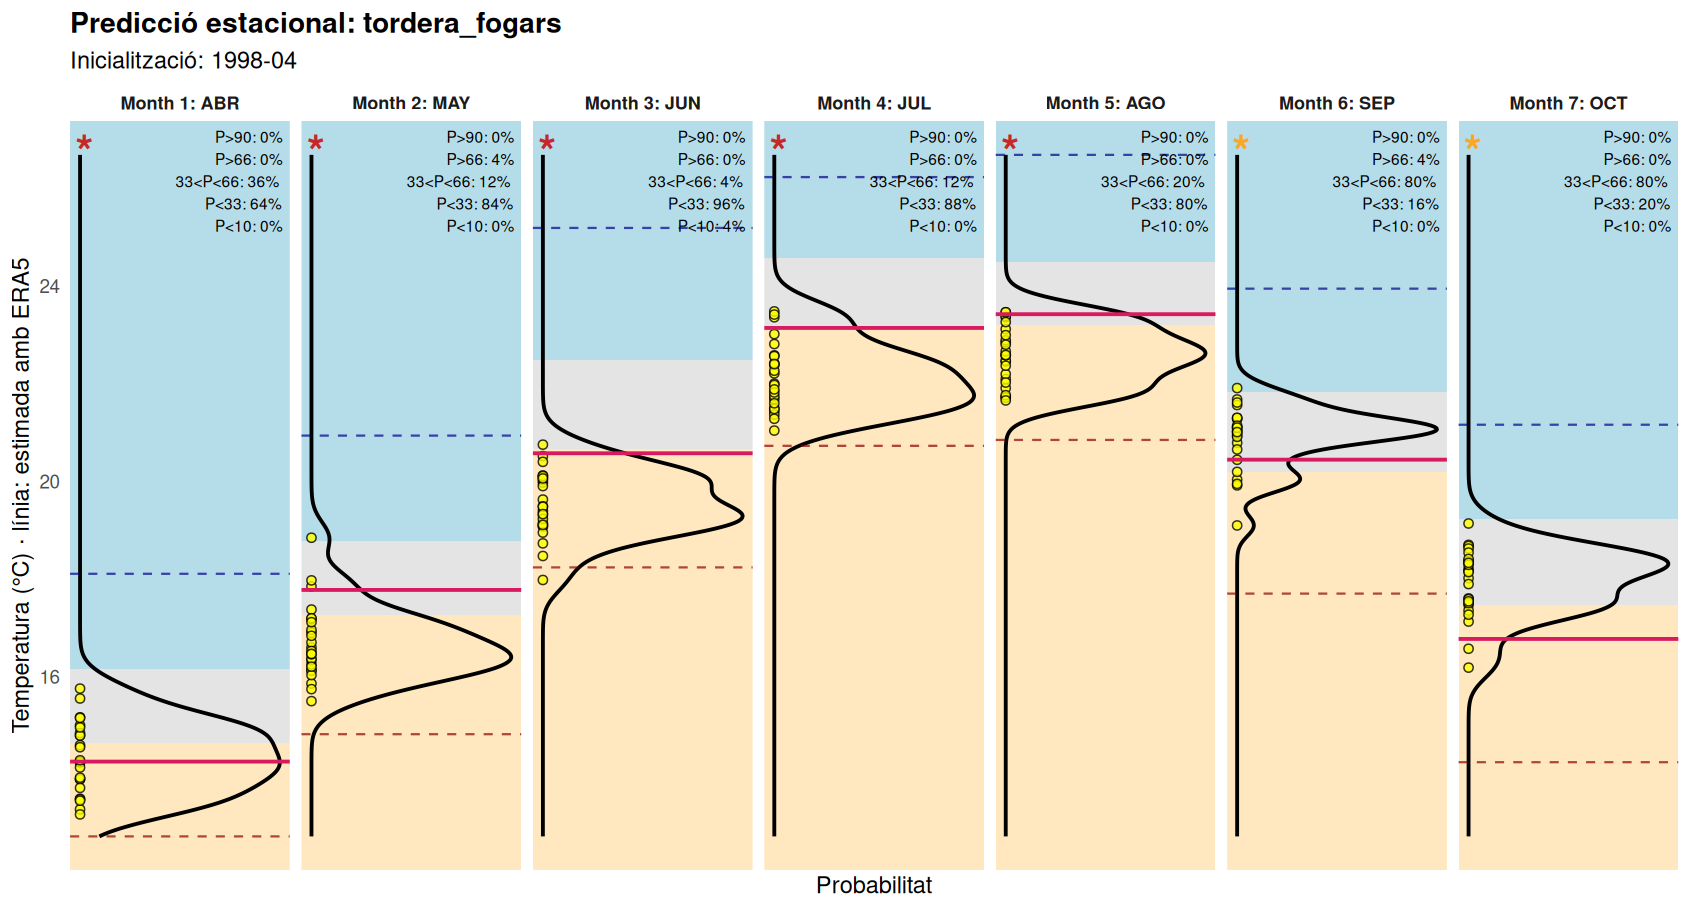 Predicció estacional: tordera_fogars
Inicialització: 1998-04
Month 1: ABR
Month 2: MAY
Month 3: JUN
Month 4: JUL
Month 5: AGO
Month 6: SEP
Month 7: OCT
*
P>90: 0%
P>66: 0%
33<P<66: 36%
P<33: 64%
P<10: 0%
*
P>90: 0%
P>66: 4%
33<P<66: 12%
P<33: 84%
P<10: 0%
*
P>90: 0%
P>66: 0%
33<P<66: 4%
P<33: 96%
P<10: 4%
*
P>90: 0%
P>66: 0%
33<P<66: 12%
P<33: 88%
P<10: 0%
*
P>90: 0%
P>66: 0%
33<P<66: 20%
P<33: 80%
P<10: 0%
*
P>90: 0%
P>66: 4%
33<P<66: 80%
P<33: 16%
P<10: 0%
*
P>90: 0%
P>66: 0%
33<P<66: 80%
P<33: 20%
P<10: 0%
Temperatura (°C) · línia: estimada amb ERA5
24
20
16
Probabilitat